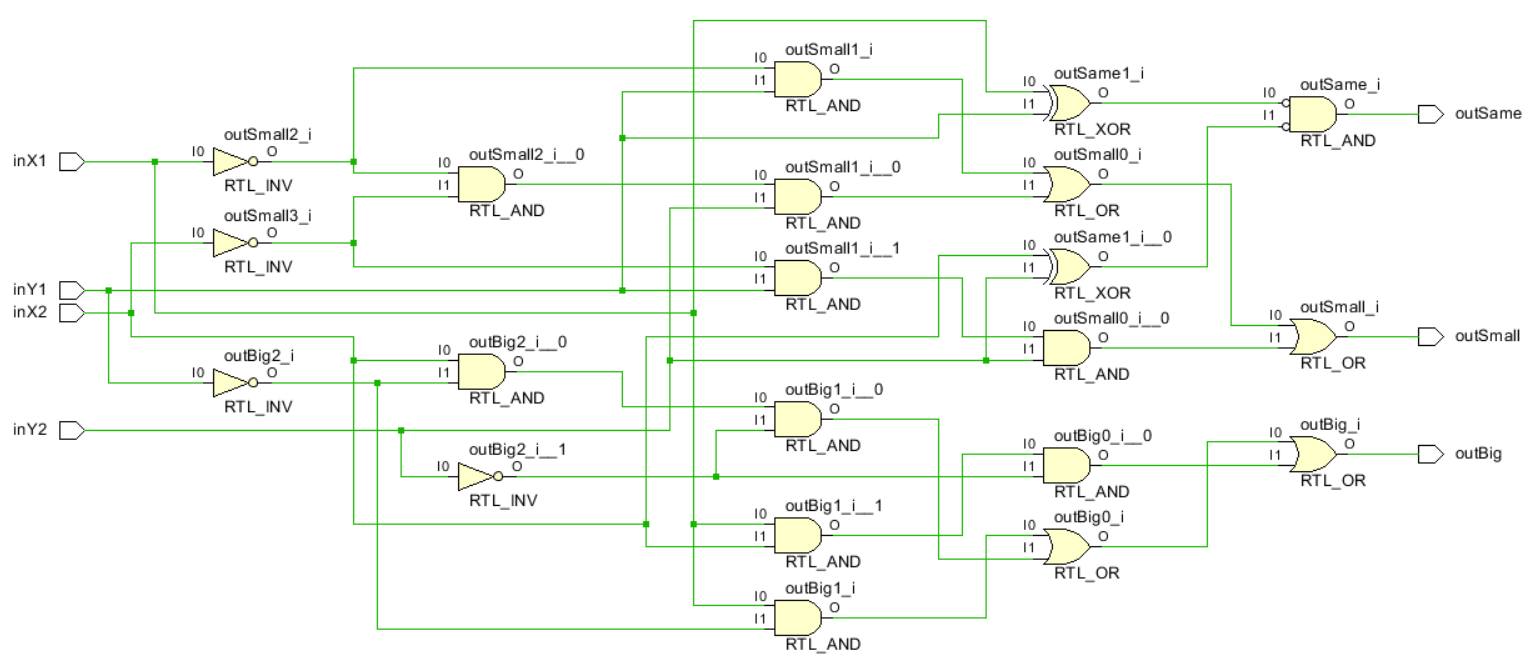 outSmall1_i
I0 O
I1
RTL_AND
outSame1_i
I0 O
I1
RTL_XOR
outSame_i
I0 O
I1
RTL_AND
outSame
inX1
outSmall2_i
I0 O
RTL_INV
outSmall2_i__0
I0 O
I1
RTL_AND
outSmall1_i__0
I0 O
I1
RTL_AND
outSmall0_i
I0 O
I1
RTL_OR
outSmall3_i
I0 O
RTL_INV
outSmall1_i__1
I0 O
I1
RTL_AND
outSame1_i__0
I0 O
I1
RTL_XOR
inY1
inX2
outSmall0_i__0
I0 O
I1
RTL_AND
outSmall_i
I0 O
I1
RTL_OR
outSmall
outBig2_i
I0 O
RTL_INV
outBig2_i__0
I0 O
I1
RTL_AND
outBig1_i__0
I0 O
I1
RTL_AND
inY2
outBig2_i__1
I0 O
RTL_INV
outBig0_i__0
I0 O
I1
RTL_AND
outBig_i
I0 O
I1
RTL_OR
outBig
outBig1_i__1
I0 O
I1
RTL_AND
outBig0_i
I0 O
I1
RTL_OR
outBig1_i
I0 O
I1
RTL_AND